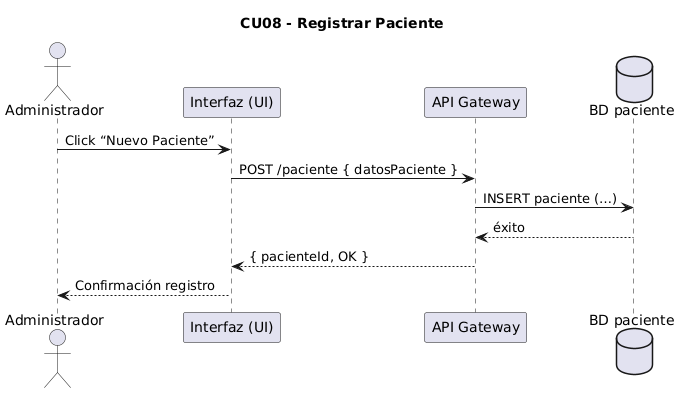 CU08 - Registrar Paciente
Administrador
Interfaz (UI)
API Gateway
BD paciente
Click “Nuevo Paciente”
POST /paciente { datosPaciente }
INSERT paciente (...)
éxito
{ pacienteId, OK }
Confirmación registro
Administrador
Interfaz (UI)
API Gateway
BD paciente